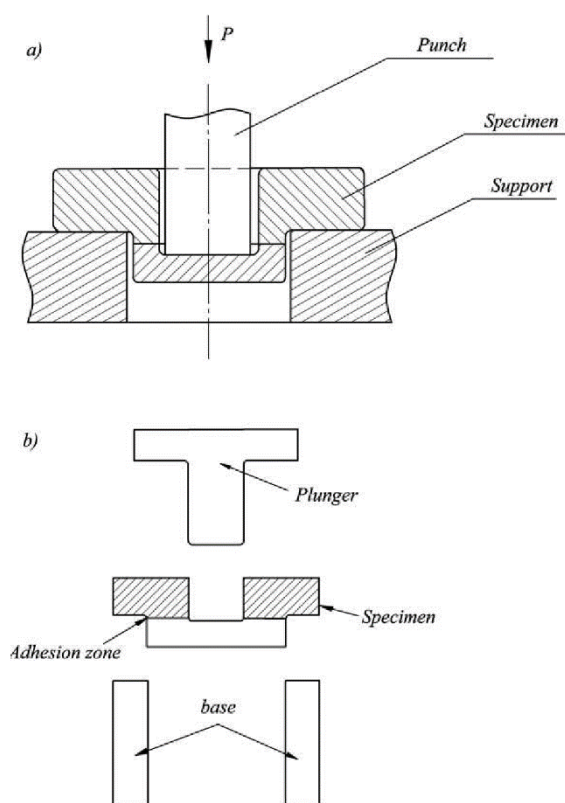 a)
P
Punch
Specimen
Support
b)
Plunger
Specimen
Adhesion zone
base